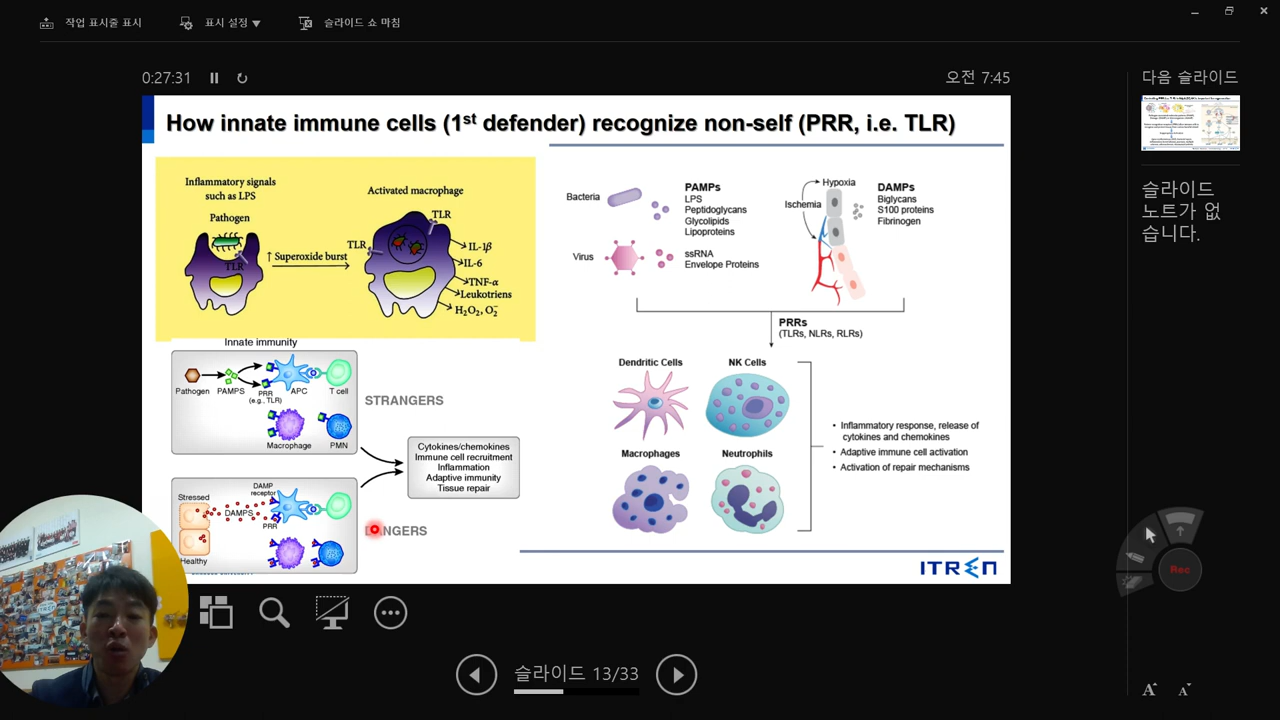 작업 표시줄 표시
표시 설정 ▼
슬라이드 쇼 마침
0:27:31
오전 7:45
How innate immune cells (1st defender) recognize non-self (PRR, i.e. TLR)
Inflammatory signals
such as LPS
Pathogen
TLR
↑ Superoxide burst
Activated macrophage
TLR
TLR
IL-1β
IL-6
TNF-α
Leukotriens
H₂O₂, O₂⁻
Innate immunity
Pathogen
PAMPS
PRR
(e.g., TLR)
APC
T cell
Macrophage
PMN
STRANGERS
Cytokines/chemokines
Immune cell recruitment
Inflammation
Adaptive immunity
Tissue repair
Stressed
DAMPS
DAMP
receptor
PRR
Healthy
NGERS
Bacteria
PAMPs
LPS
Peptidoglycans
Glycolipids
Lipoproteins
Virus
ssRNA
Envelope Proteins
Hypoxia
Ischemia
DAMPs
Biglycans
S100 proteins
Fibrinogen
PRRs
(TLRs, NLRs, RLRs)
Dendritic Cells
NK Cells
Macrophages
Neutrophils
• Inflammatory response, release of
cytokines and chemokines
• Adaptive immune cell activation
• Activation of repair mechanisms
ITREN
다음 슬라이드
슬라이드
노트가 없
습니다.
Rec
슬라이드 13/33
A
A